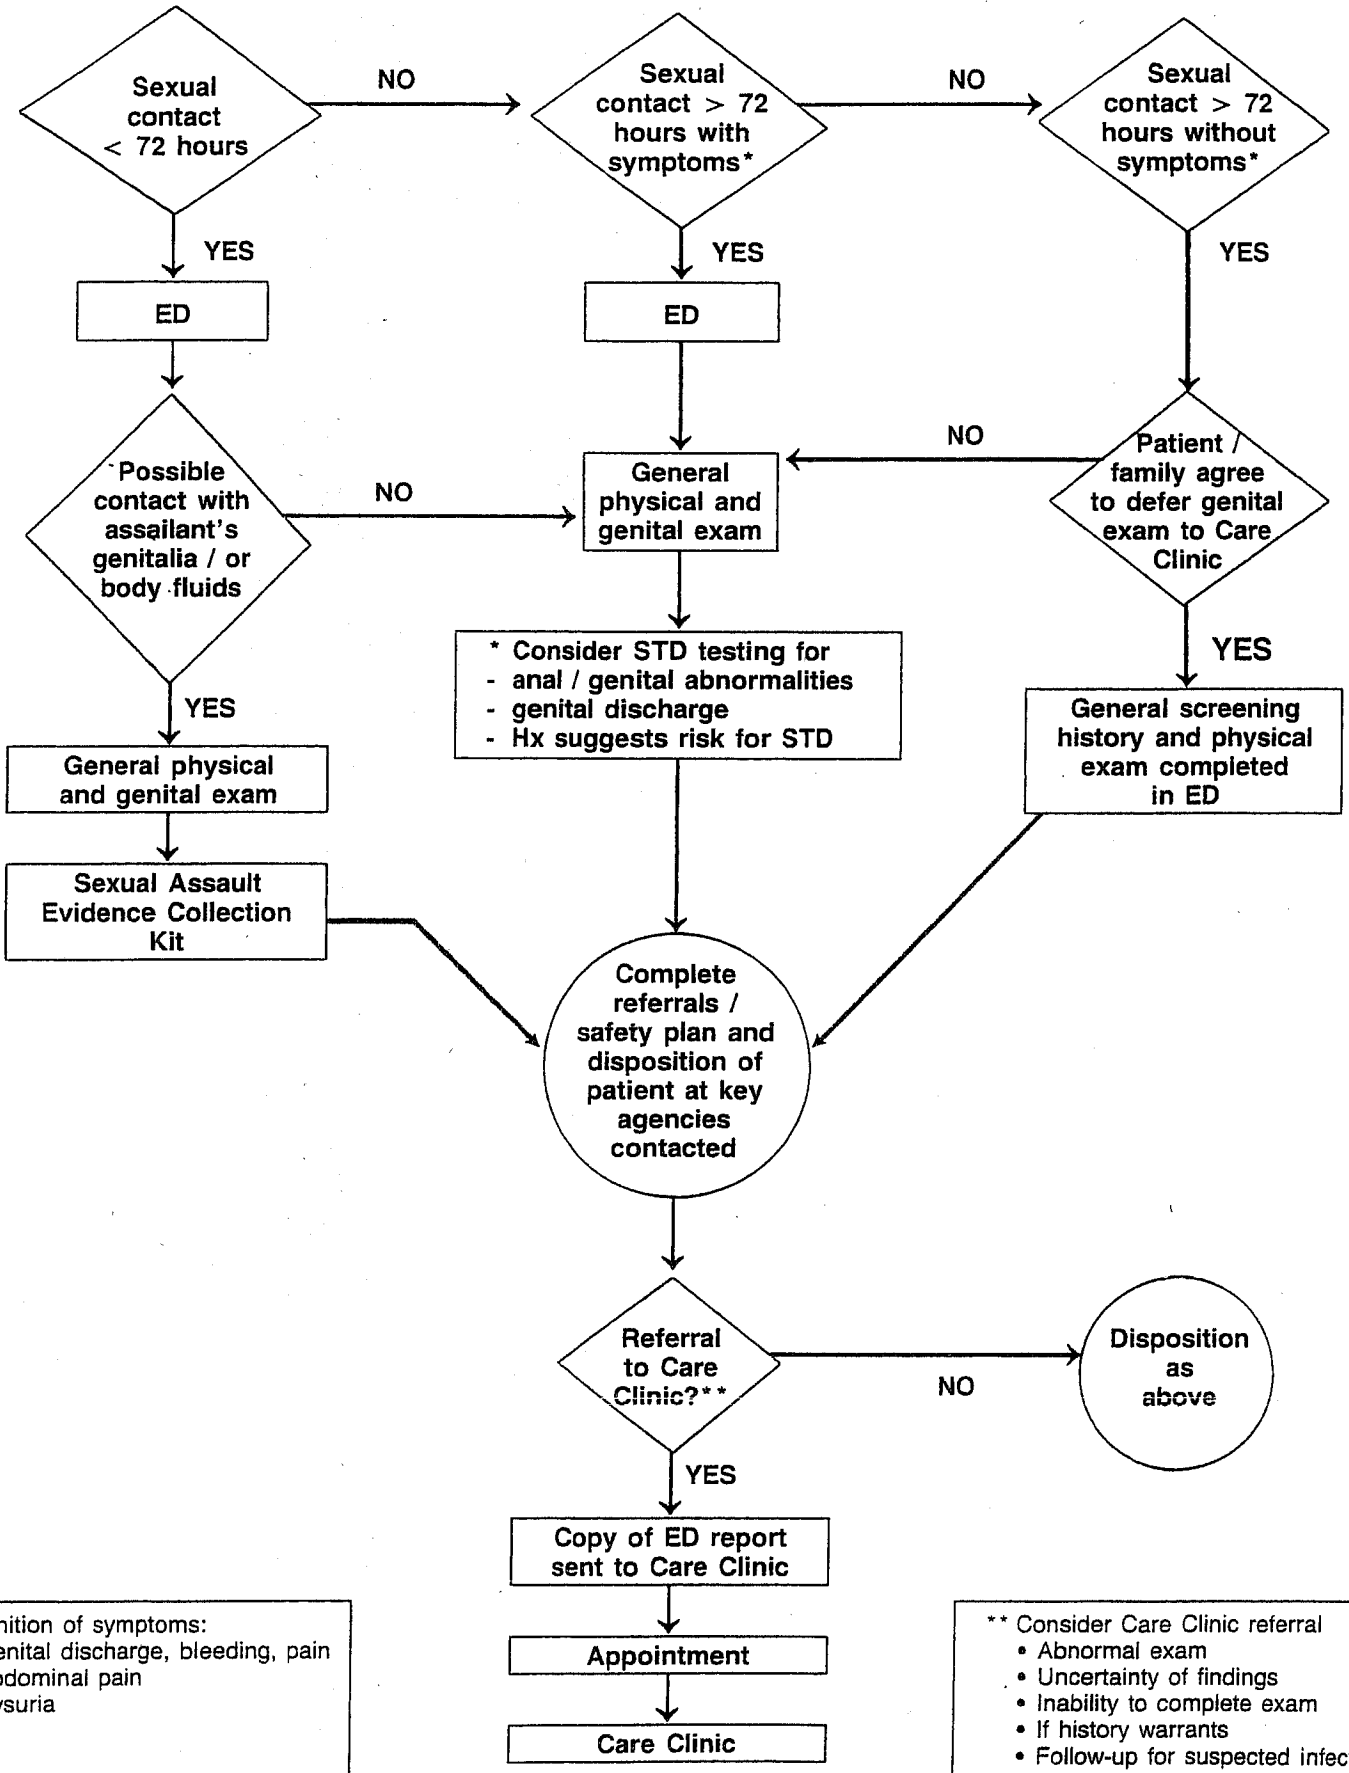 Sexual
contact
< 72 hours
NO
Sexual
contact > 72
hours with
symptoms*
NO
Sexual
contact > 72
hours without
symptoms*
YES
YES
YES
ED
ED
Possible
contact with
assailant's
genitalia / or
body fluids
NO
General
physical and
genital exam
NO
Patient /
family agree
to defer genital
exam to Care
Clinic
YES
YES
* Consider STD testing for
- anal / genital abnormalities
- genital discharge
- Hx suggests risk for STD
General physical
and genital exam
General screening
history and physical
exam completed
in ED
Sexual Assault
Evidence Collection
Kit
Complete
referrals /
safety plan and
disposition of
patient at key
agencies
contacted
Referral
to Care
Clinic?**
NO
Disposition
as
above
YES
Copy of ED report
sent to Care Clinic
Appointment
Care Clinic
of symptoms:
discharge, bleeding, pain
pain
** Consider Care Clinic referral
• Abnormal exam
• Uncertainty of findings
• Inability to complete exam
• If history warrants
• Follow-up for suspected